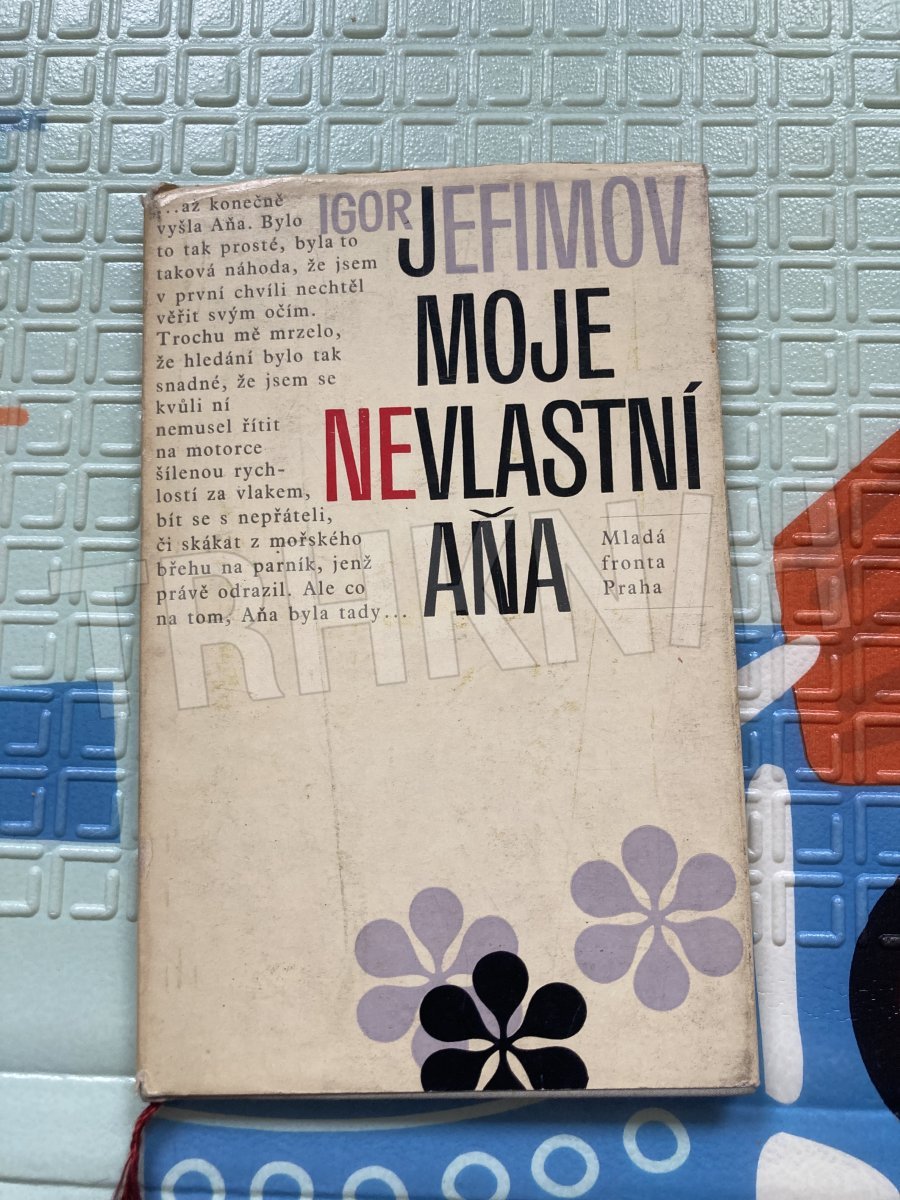 ...až konečně
vyšla Aňa. Bylo
to tak prosté, byla to
taková náhoda, že jsem
v první chvíli nechtěl
věřit svým očím.
Trochu mě mrzelo,
že hledání bylo tak
snadné, že jsem se
kvůli ní
nemusel řítit
na motorce
šílenou rych-
lostí za vlakem,
bít se s nepřáteli,
či skákat z mořského
břehu na parník, jenž
právě odrazil. Ale co
na tom, Aňa byla tady...
IGOR JEFIMOV
MOJE
NEVLASTNÍ
AŇA
Mladá
fronta
Praha
TRHKNIH